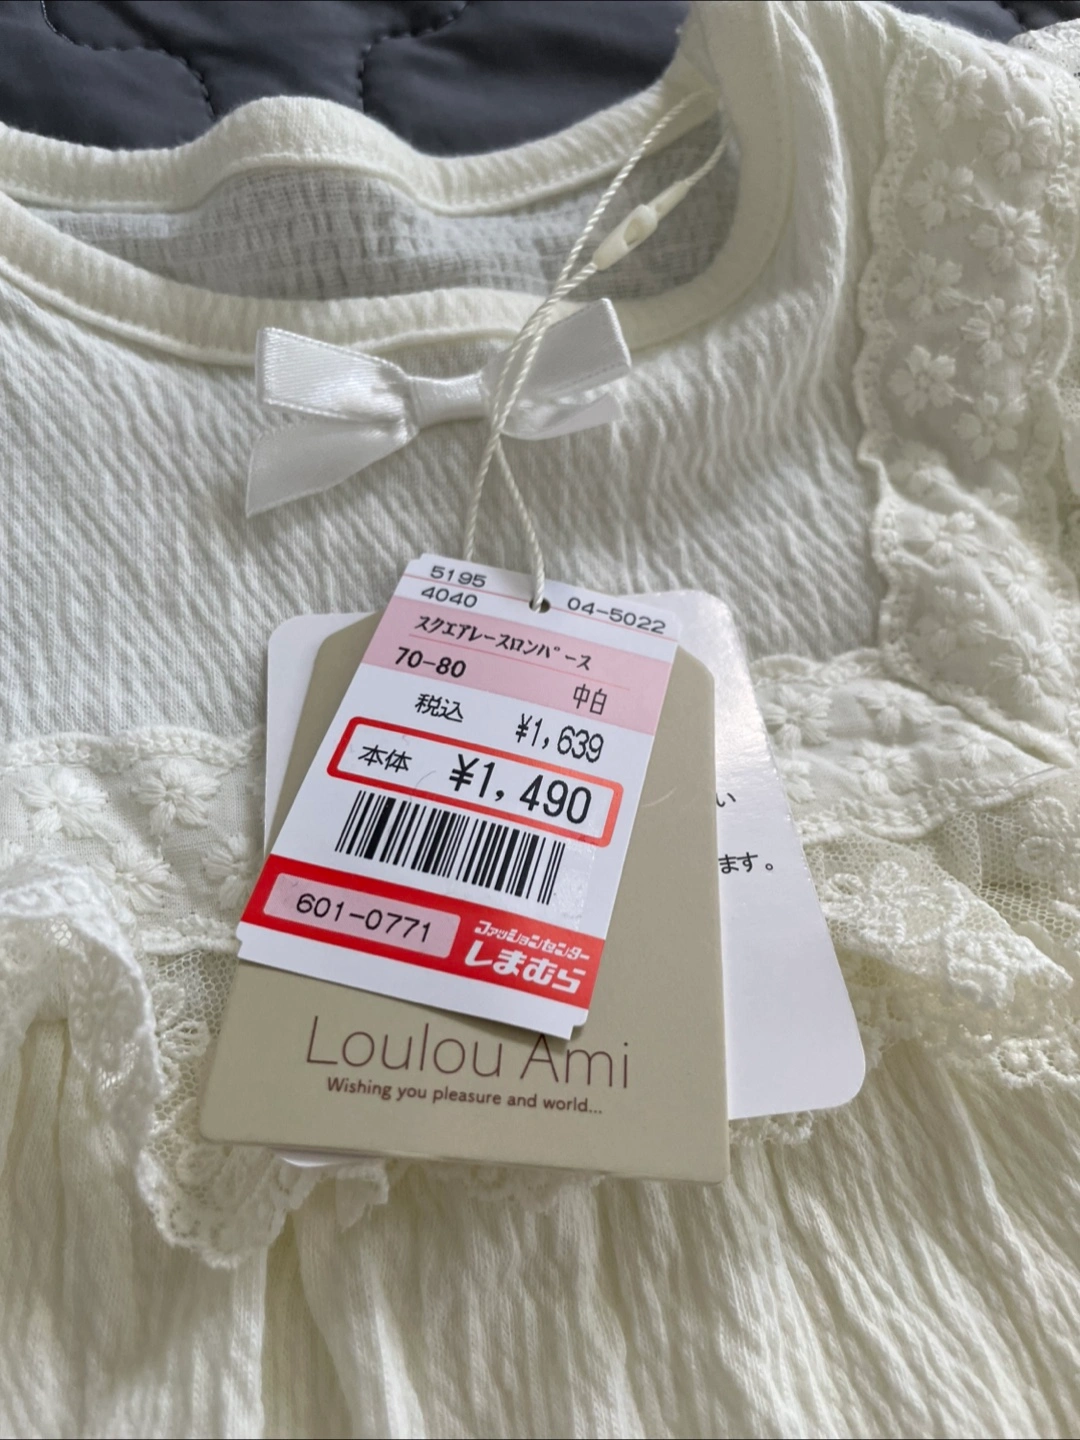 5195
4040 04-5022
スクエアレースロンパース
70-80
中白
税込 ¥1,639
本体 ¥1,490
601-0771
ファッションセンター
しまむら
い
ます。
Loulou Ami
Wishing you pleasure and world...